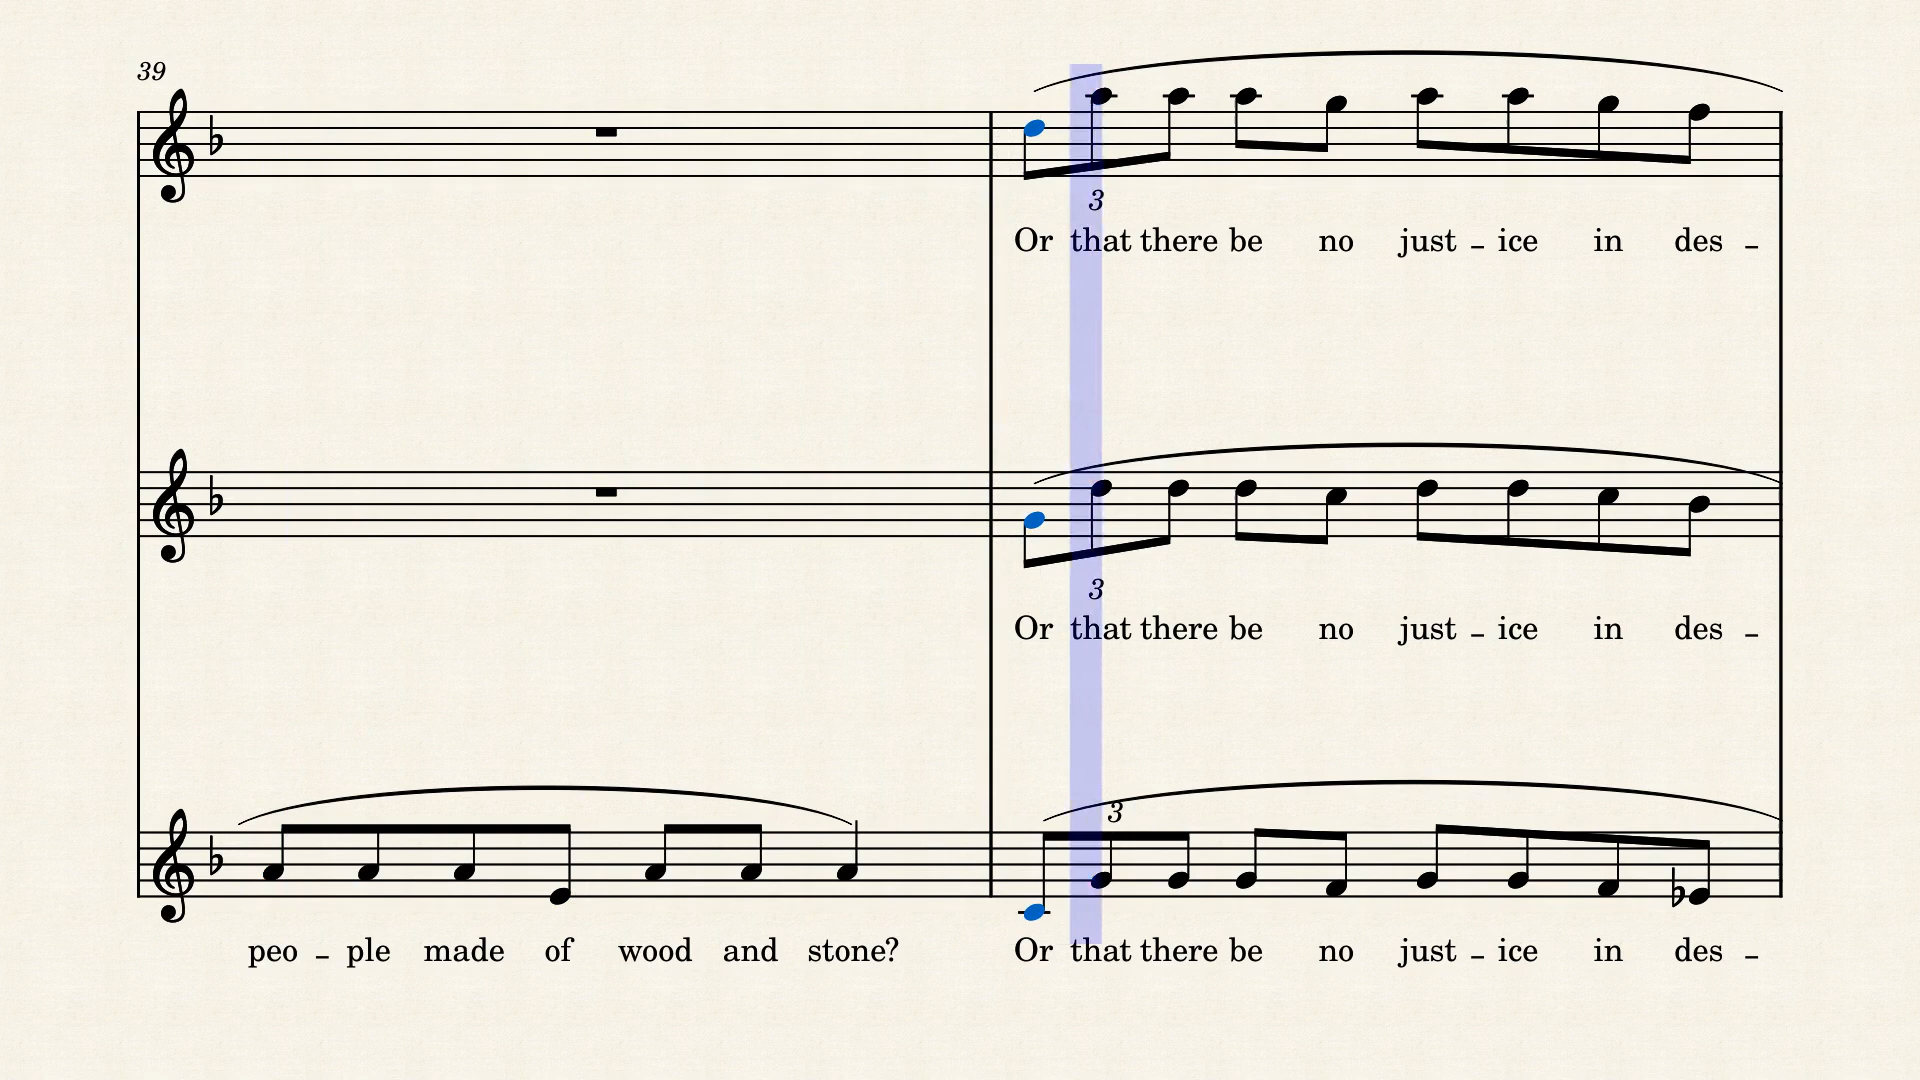 39
3
Or that there be no just – ice in des –
3
Or that there be no just – ice in des –
3
peo – ple made of wood and stone? Or that there be no just – ice in des –